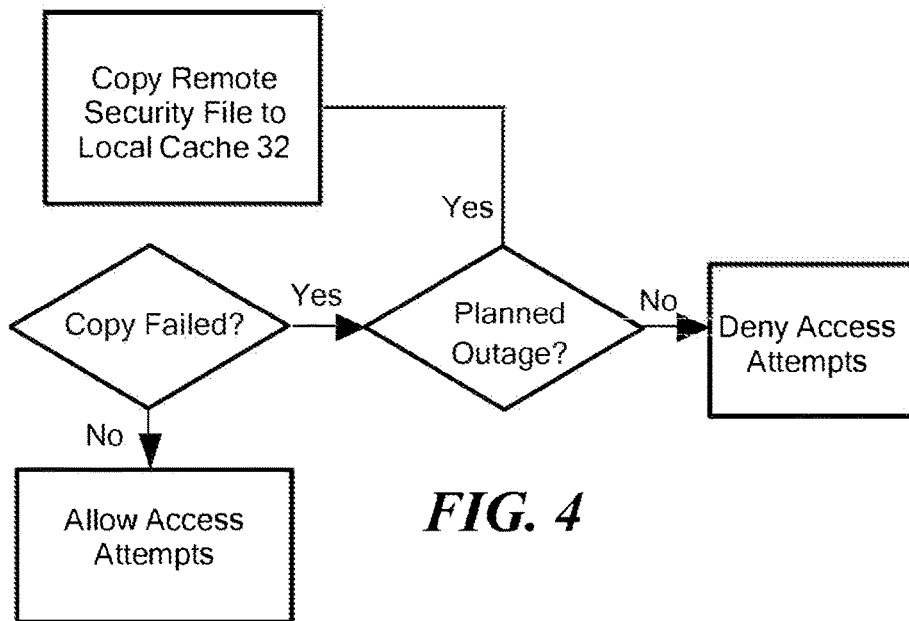 Copy Remote
Security File to
Local Cache 32
Yes
Copy Failed?
Yes
Planned
Outage?
No
Deny Access
Attempts
No
Allow Access
Attempts
FIG. 4